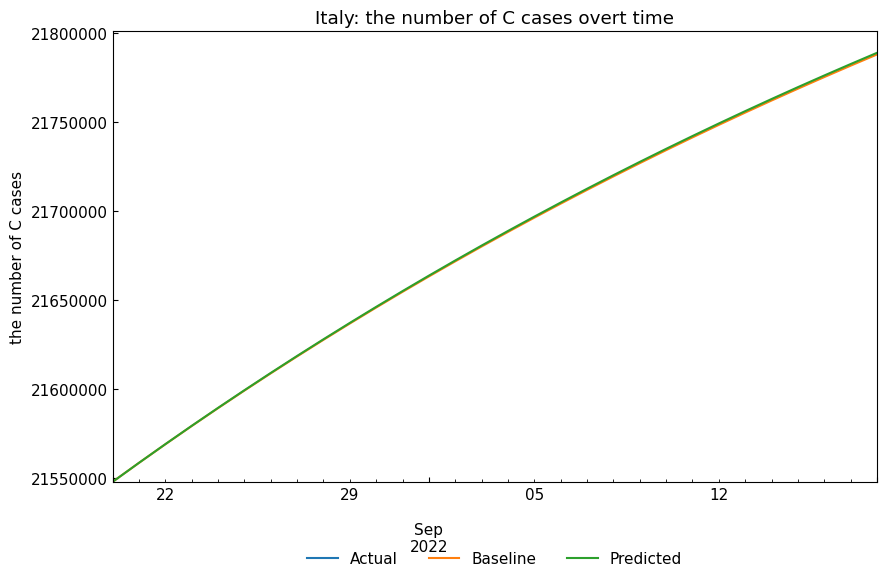 Italy: the number of C cases overt time
the number of C cases
21800000
21750000
21700000
21650000
21600000
21550000
22
29
05
12
Sep
2022
Actual
Baseline
Predicted